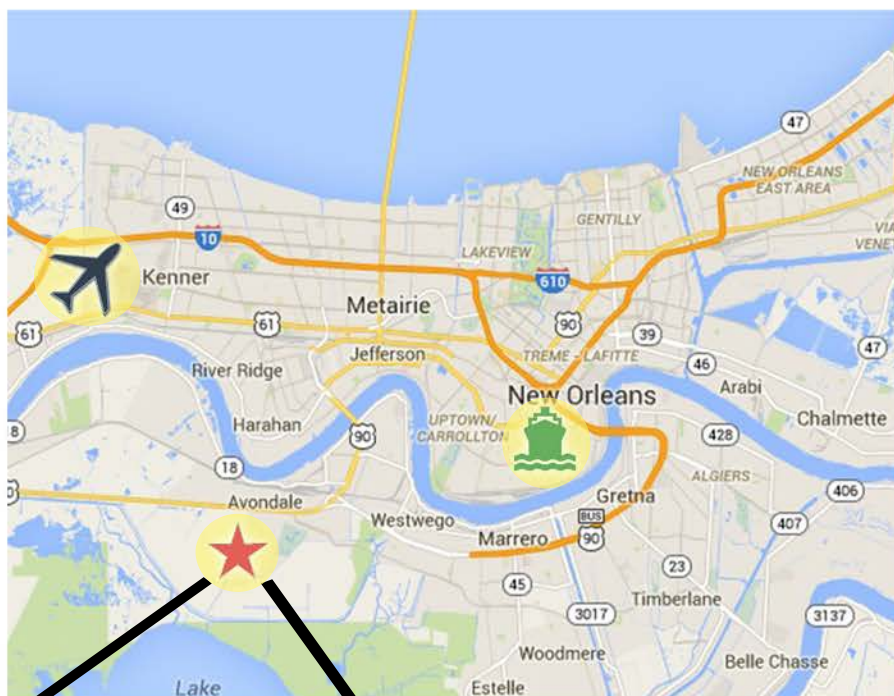 47
NEW ORLEANS
EAST AREA
49
GENTILLY
10
LAKEVIEW
VENET
Kenner
610
Metairie
61
61
90
39
47
Jefferson
TREME - LAFITTE
46
River Ridge
New Orleans
Arabi
Harahan
UPTOWN/
CARROLLTON
Chalmette
90
428
18
ALGIERS
406
Avondale
Gretna
Westwego
BUS
90
407
Marrero
23
45
Timberlane
3017
3137
Woodmere
Belle Chasse
Lake
Estelle